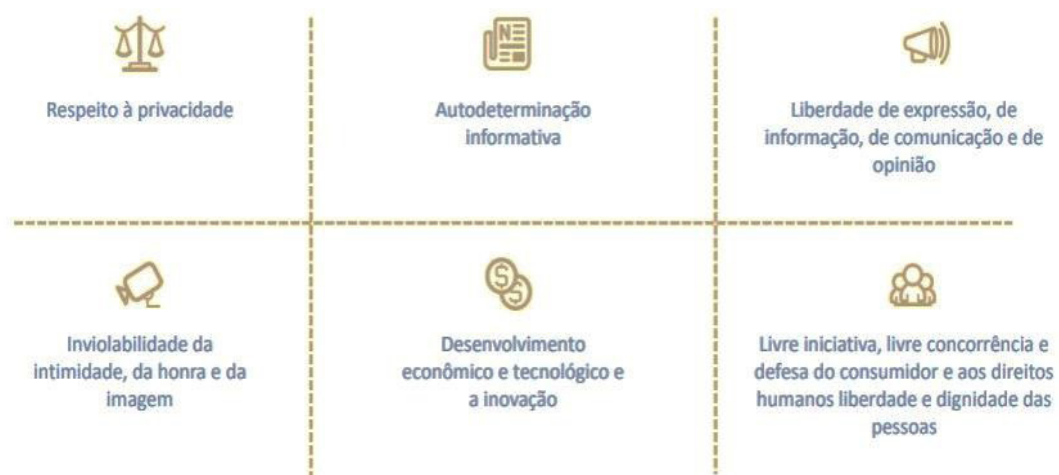 Respeito à privacidade
Autodeterminação
informativa
Liberdade de expressão, de
informação, de comunicação e de
opinião
Inviolabilidade da
intimidade, da honra e da
imagem
Desenvolvimento
econômico e tecnológico e
a inovação
Livre iniciativa, livre concorrência e
defesa do consumidor e aos direitos
humanos liberdade e dignidade das
pessoas